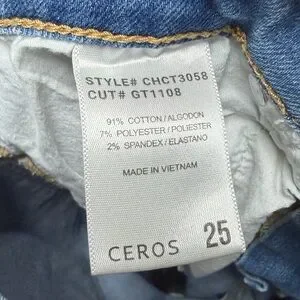 STYLE# CHCT3058
CUT# GT1108
91% COTTON/ALGODON
7% POLYESTER/POLIESTER
2% SPANDEX/ELASTANO
MADE IN VIETNAM
CEROS 25